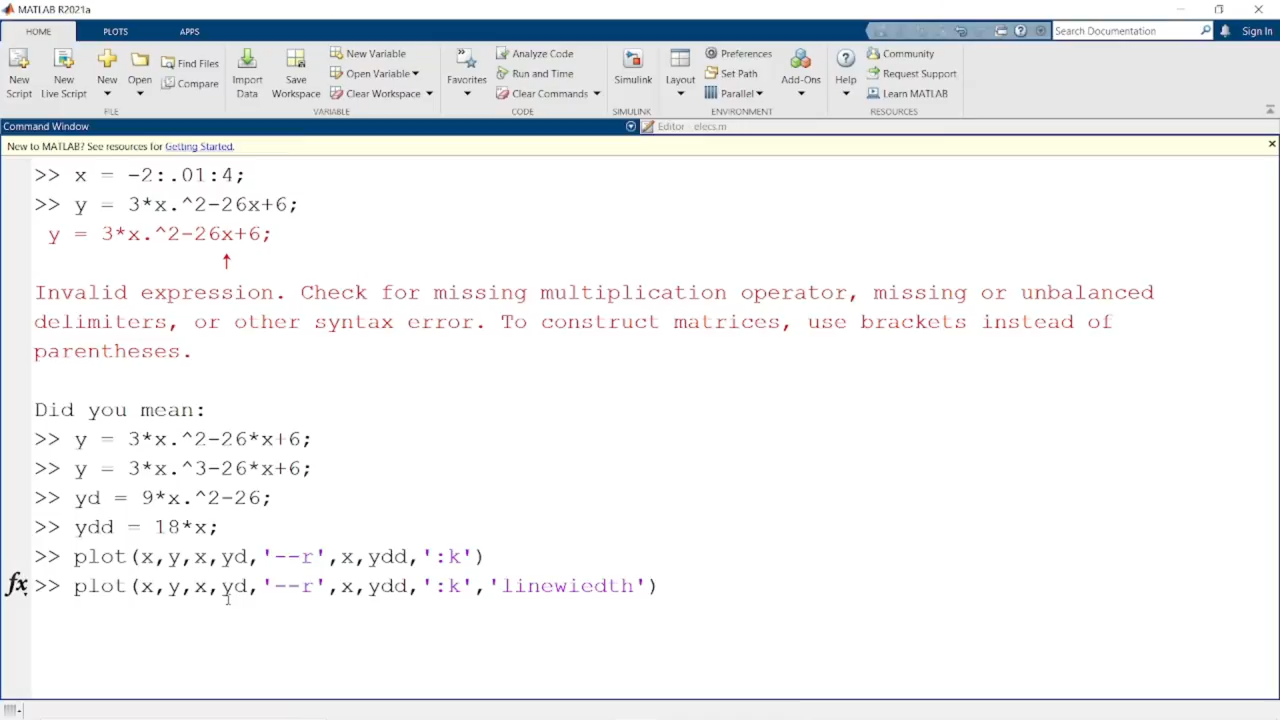 MATLAB R2021a
HOME PLOTS APPS Search Documentation Sign In
New Script
New Live Script
New
Open
Find Files
Compare
FILE
Import Data
Save Workspace
New Variable
Open Variable
Clear Workspace
VARIABLE
Favorites
Analyze Code
Run and Time
Clear Commands
CODE
Simulink
SIMULINK
Layout
Preferences
Set Path
Parallel
Add-Ons
ENVIRONMENT
Help
Community
Request Support
Learn MATLAB
RESOURCES
Command Window
Editor - elecs.m
New to MATLAB? See resources for Getting Started.
>> x = -2:.01:4;
>> y = 3*x.^2-26x+6;
y = 3*x.^2-26x+6;
↑
Invalid expression. Check for missing multiplication operator, missing or unbalanced
delimiters, or other syntax error. To construct matrices, use brackets instead of
parentheses.
Did you mean:
>> y = 3*x.^2-26*x+6;
>> y = 3*x.^3-26*x+6;
>> yd = 9*x.^2-26;
>> ydd = 18*x;
>> plot(x,y,x,yd,'--r',x,ydd,':k')
fx >> plot(x,y,x,yd,'--r',x,ydd,':k','linewiedth')